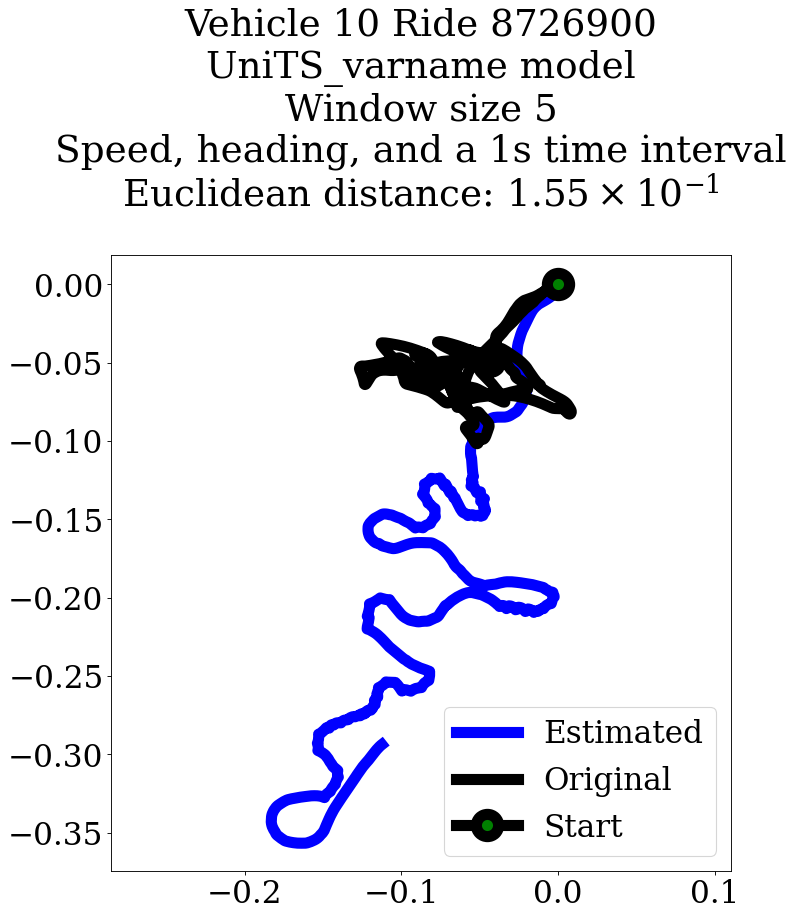 Vehicle 10 Ride 8726900
UniTS_varname model
Window size 5
Speed, heading, and a 1s time interval
Euclidean distance: 1.55 × 10⁻¹
0.00
−0.05
−0.10
−0.15
−0.20
−0.25
−0.30
−0.35
Estimated
Original
Start
−0.2
−0.1
0.0
0.1